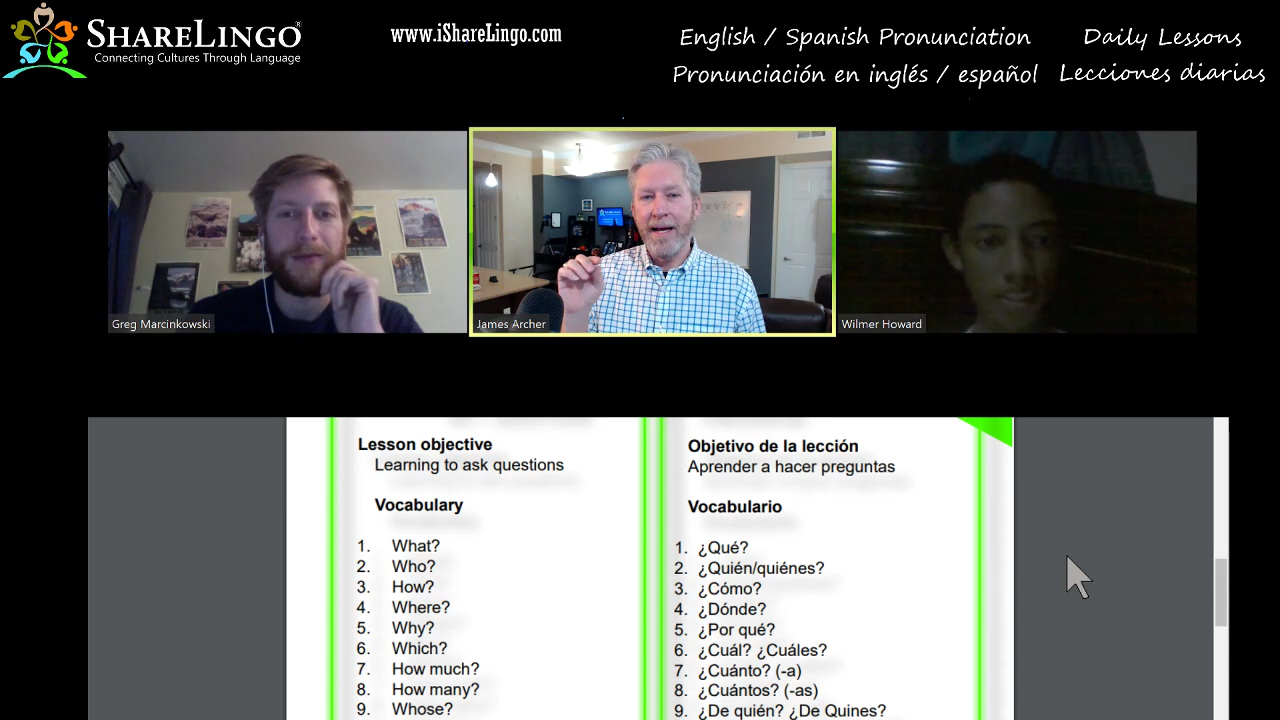 SHARELINGO®
Connecting Cultures Through Language
www.iShareLingo.com
English / Spanish Pronunciation
Pronunciación en inglés / español
Daily Lessons
Lecciones diarias
Greg Marcinkowski
James Archer
Wilmer Howard
Lesson objective
Learning to ask questions
Vocabulary
1. What?
2. Who?
3. How?
4. Where?
5. Why?
6. Which?
7. How much?
8. How many?
9. Whose?
Objetivo de la lección
Aprender a hacer preguntas
Vocabulario
1. ¿Qué?
2. ¿Quién/quiénes?
3. ¿Cómo?
4. ¿Dónde?
5. ¿Por qué?
6. ¿Cuál? ¿Cuáles?
7. ¿Cuánto? (-a)
8. ¿Cuántos? (-as)
9. ¿De quién? ¿De Quines?